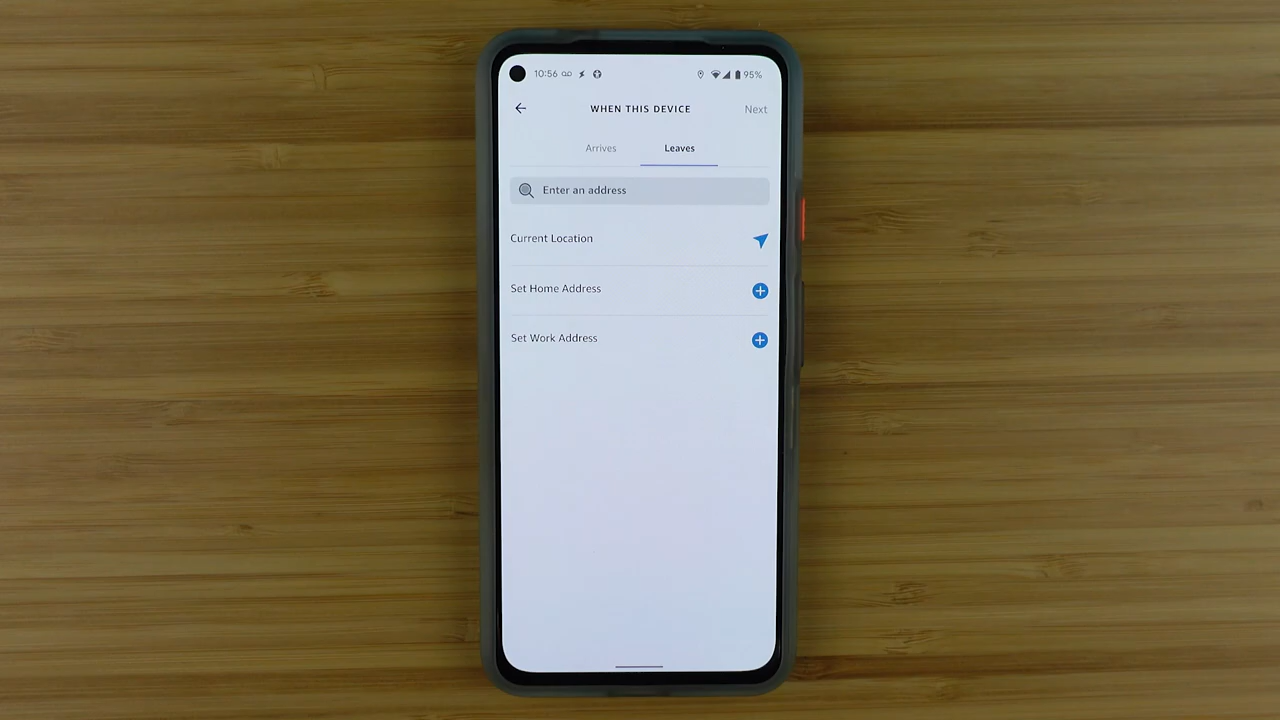 10:56 95%
WHEN THIS DEVICE Next
Arrives Leaves
Enter an address
Current Location
Set Home Address
Set Work Address